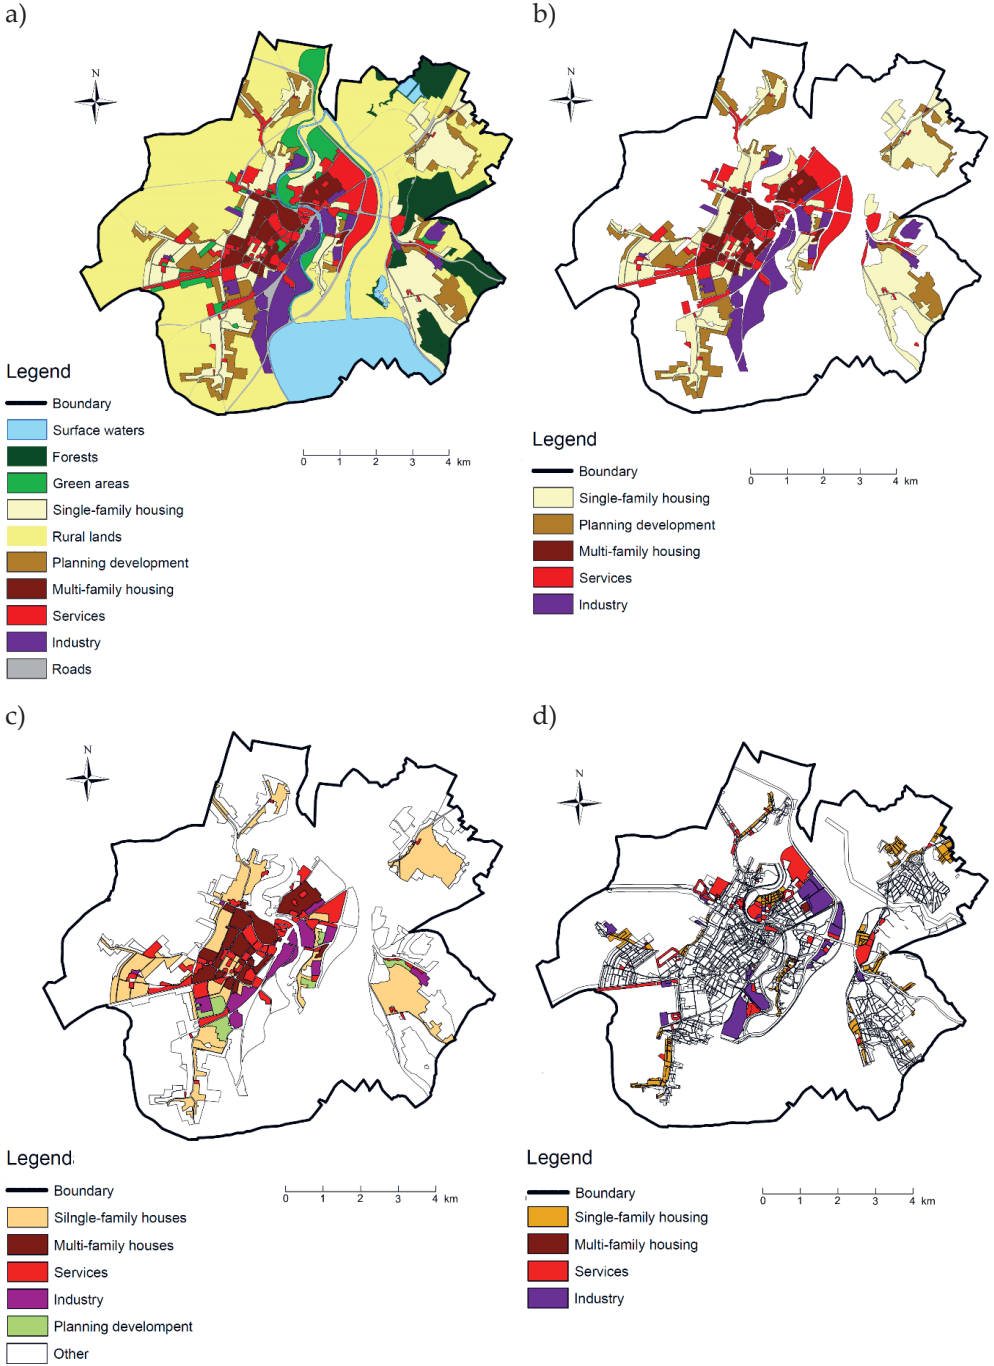 a)
N
Legend
Boundary
Surface waters
Forests
Green areas
Single-family housing
Rural lands
Planning development
Multi-family housing
Services
Industry
Roads
0 1 2 3 4 km
b)
N
Legend
Boundary
Single-family housing
Planning development
Multi-family housing
Services
Industry
0 1 2 3 4 km
c)
N
Legend
Boundary
SiIngle-family houses
Multi-family houses
Services
Industry
Planning develompent
Other
0 1 2 3 4 km
d)
N
Legend
Boundary
Single-family housing
Multi-family housing
Services
Industry
0 1 2 3 4 km